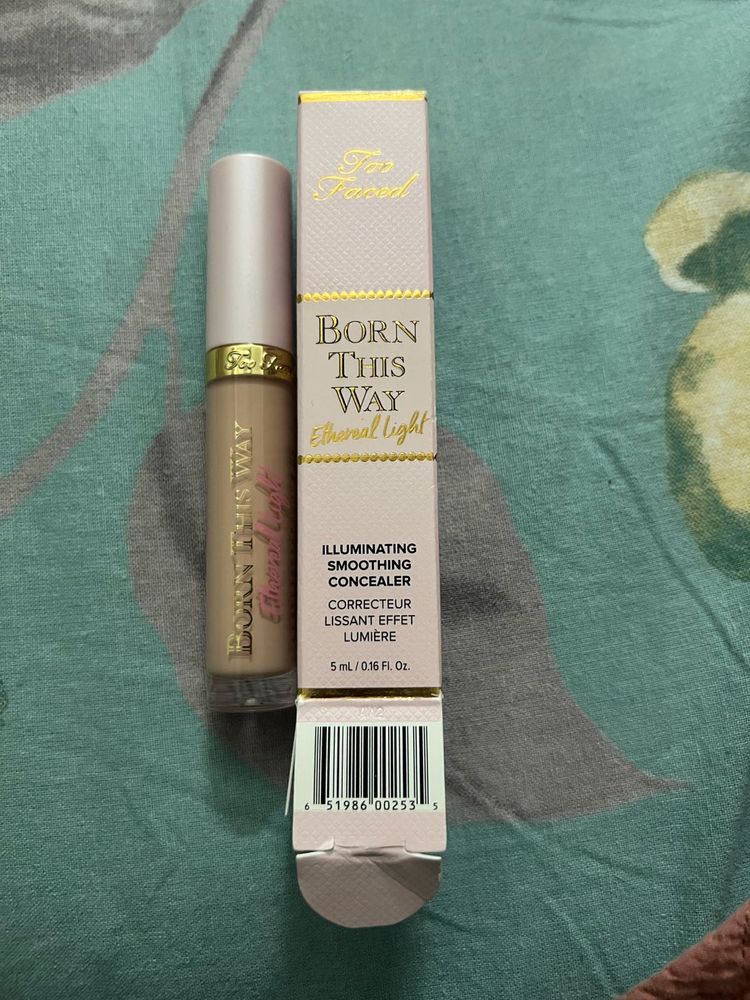 Too
Faced
BORN
THIS
WAY
Ethereal Light
ILLUMINATING
SMOOTHING
CONCEALER
CORRECTEUR
LISSANT EFFET
LUMIÈRE
5 mL / 0.16 Fl. Oz.
6 51986 00253 5
Too
BORN THIS WAY
Ethereal Light